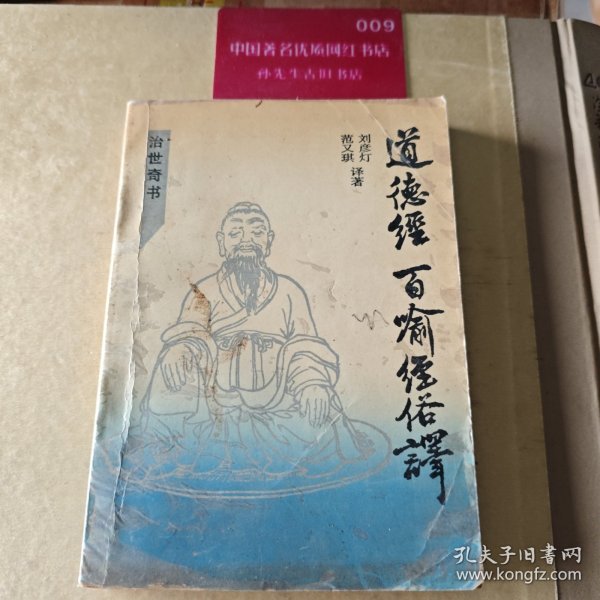 009
中国著名优质网红书店
孙先生古旧书店
治世奇书
刘彦灯
范又琪 译著
道德經 百喻經俗譯
孔夫子旧书网
www.kongfz.com